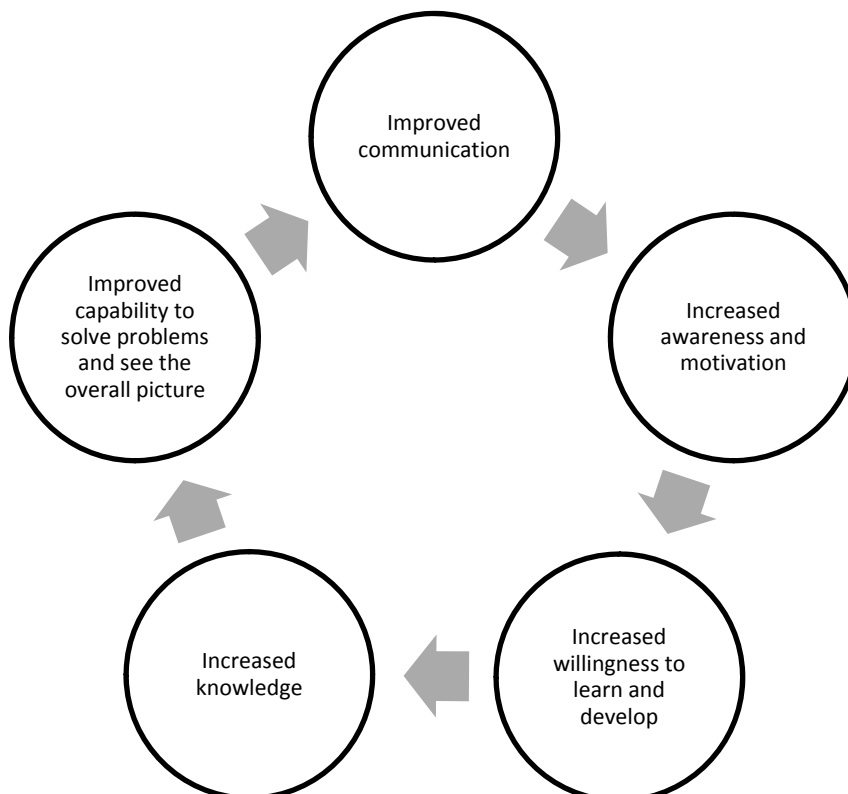 Improved
communication
Increased
awareness and
motivation
Increased
willingness to
learn and
develop
Increased
knowledge
Improved
capability to
solve problems
and see the
overall picture